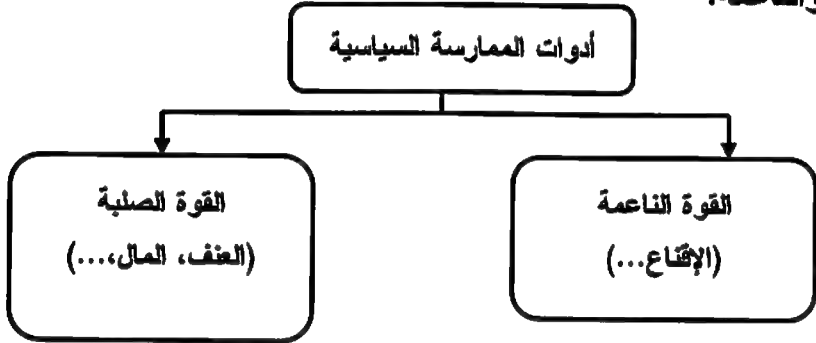 أدوات الممارسة السياسية
القوة الناعمة
(الإقناع...)
القوة الصلبة
(العنف، المال،...)